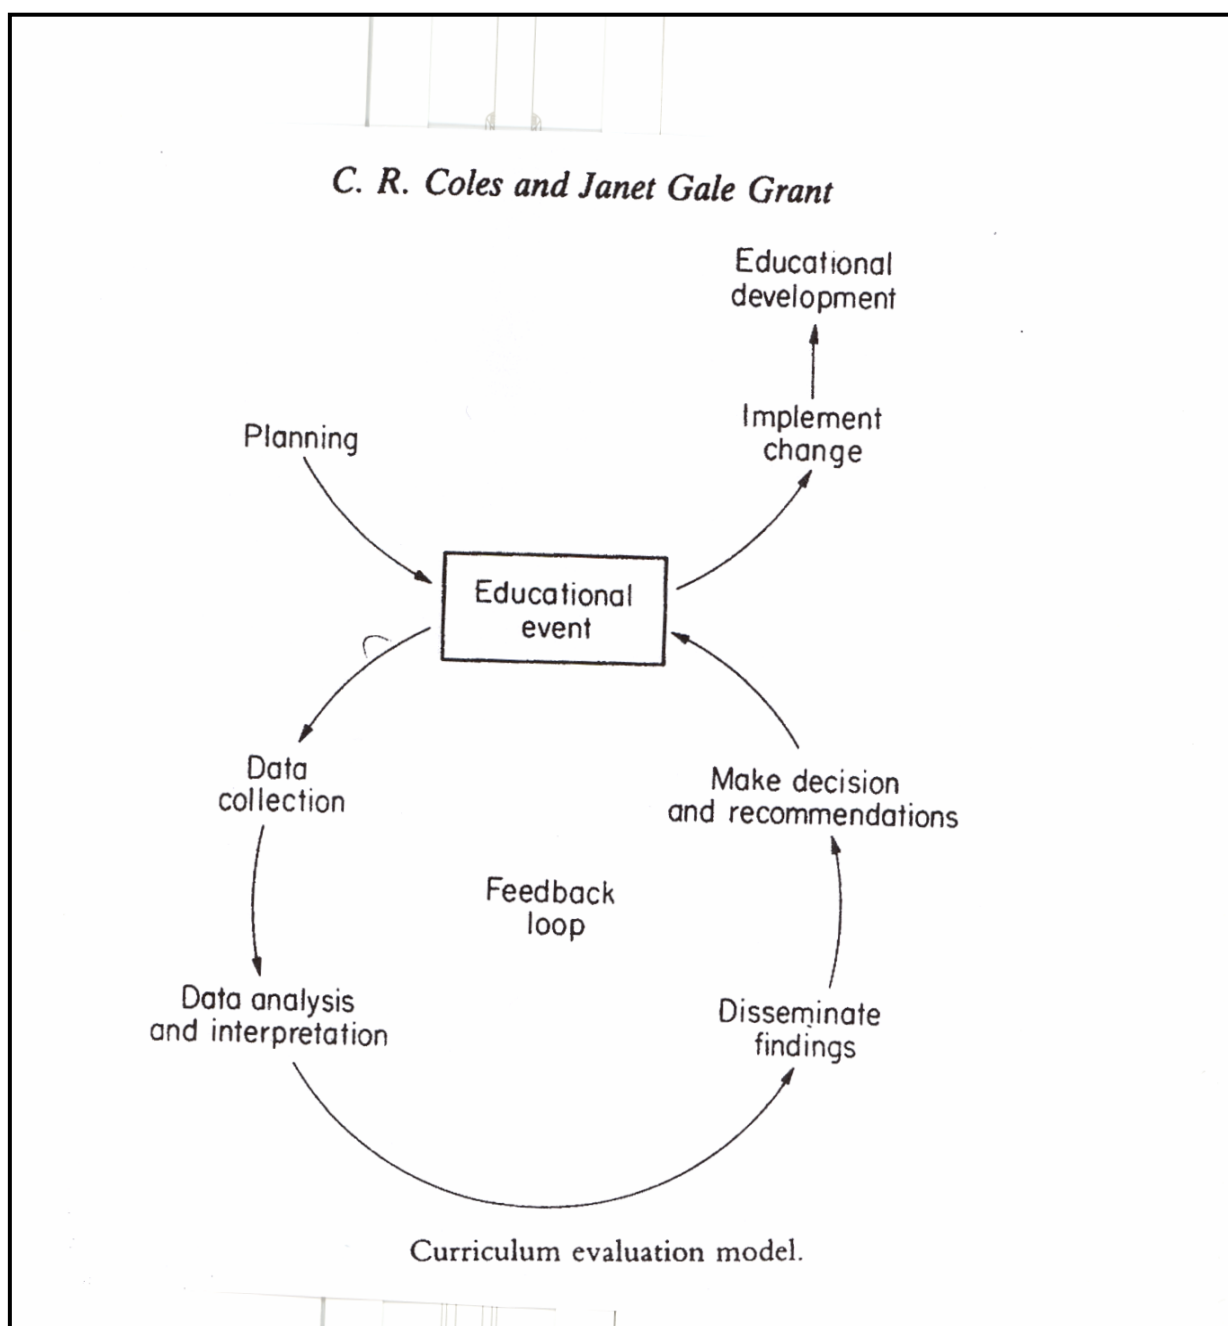 C. R. Coles and Janet Gale Grant
Educational
development
Implement
change
Planning
Educational
event
Data
collection
Make decision
and recommendations
Feedback
loop
Data analysis
and interpretation
Disseminate
findings
Curriculum evaluation model.